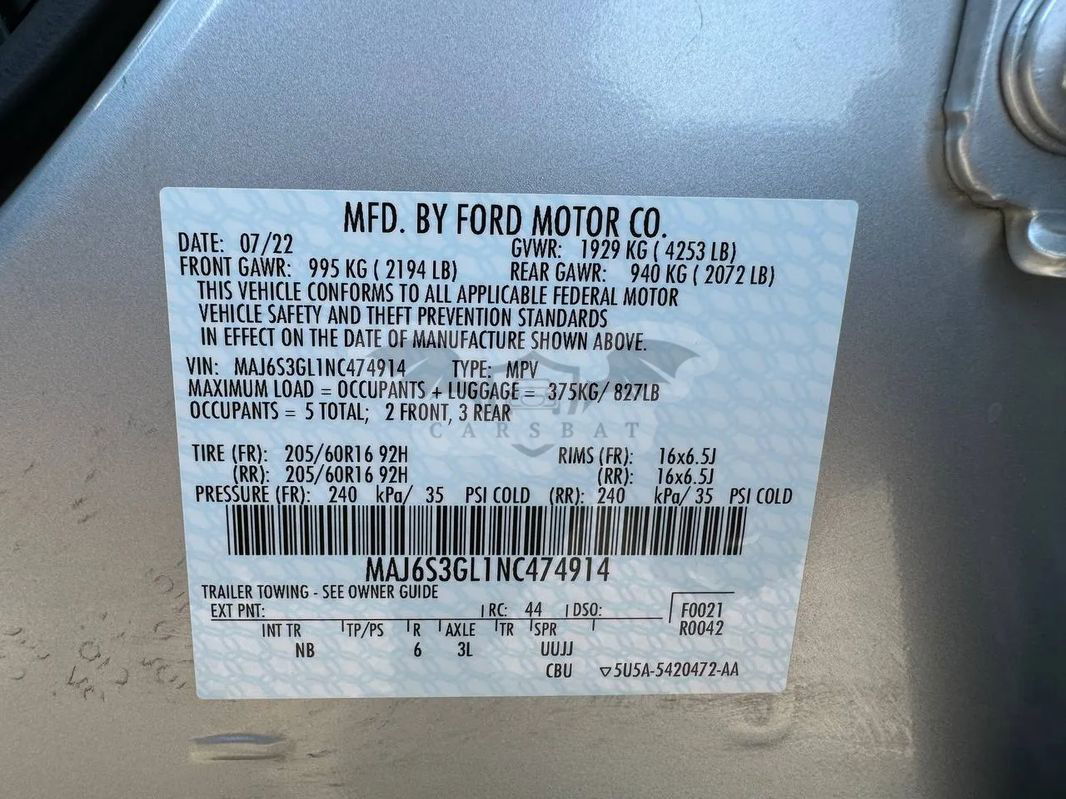 MFD. BY FORD MOTOR CO.
DATE: 07/22 GVWR: 1929 KG ( 4253 LB)
FRONT GAWR: 995 KG ( 2194 LB) REAR GAWR: 940 KG ( 2072 LB)
THIS VEHICLE CONFORMS TO ALL APPLICABLE FEDERAL MOTOR
VEHICLE SAFETY AND THEFT PREVENTION STANDARDS
IN EFFECT ON THE DATE OF MANUFACTURE SHOWN ABOVE.
VIN: MAJ6S3GL1NC474914 TYPE: MPV
MAXIMUM LOAD = OCCUPANTS + LUGGAGE = 375KG/ 827LB
OCCUPANTS = 5 TOTAL; 2 FRONT, 3 REAR
CARSBAT
TIRE (FR): 205/60R16 92H RIMS (FR): 16x6.5J
(RR): 205/60R16 92H (RR): 16x6.5J
PRESSURE (FR): 240 kPa/ 35 PSI COLD (RR): 240 kPa/ 35 PSI COLD
MAJ6S3GL1NC474914
TRAILER TOWING - SEE OWNER GUIDE
EXT PNT: RC: 44 DSO: F0021
R0042
INT TR TP/PS R AXLE TR SPR
NB 6 3L UUJJ
CBU ▽5U5A-5420472-AA